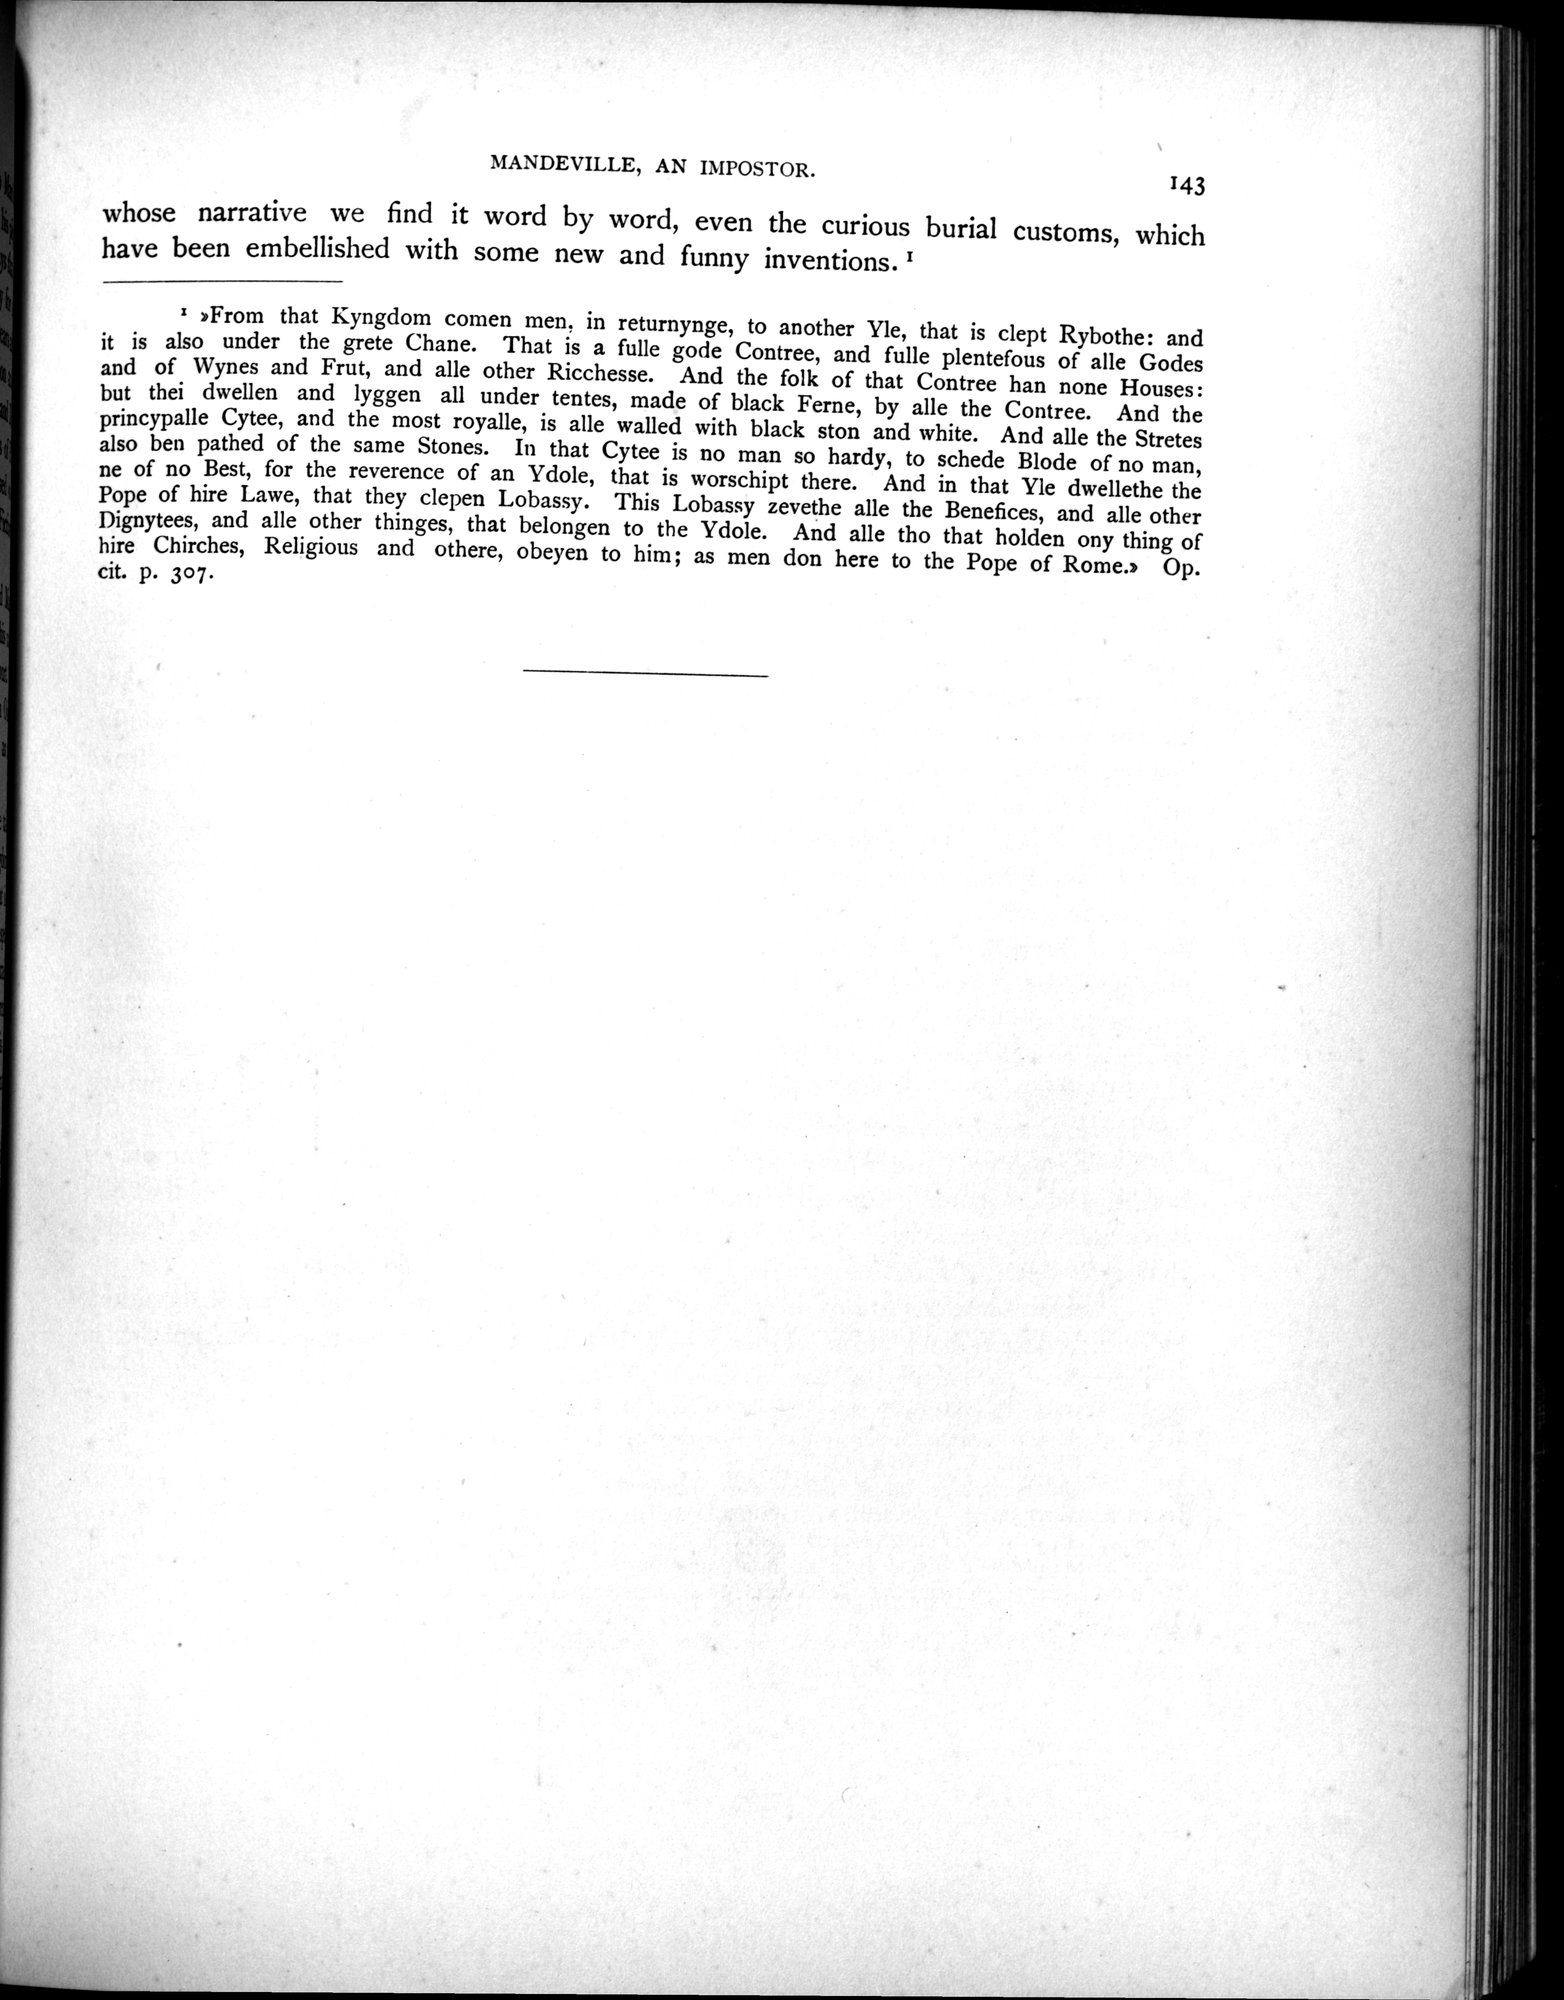 MANDEVILLE, AN IMPOSTOR.
143
whose narrative we find it word by word, even the curious burial customs, which
have been embellished with some new and funny inventions. ¹
¹ »From that Kyngdom comen men, in returnynge, to another Yle, that is clept Rybothe: and
it is also under the grete Chane. That is a fulle gode Contree, and fulle plentefous of alle Godes
and of Wynes and Frut, and alle other Ricchesse. And the folk of that Contree han none Houses:
but thei dwellen and lyggen all under tentes, made of black Ferne, by alle the Contree. And the
princypalle Cytee, and the most royalle, is alle walled with black ston and white. And alle the Stretes
also ben pathed of the same Stones. In that Cytee is no man so hardy, to schede Blode of no man,
ne of no Best, for the reverence of an Ydole, that is worschipt there. And in that Yle dwellethe the
Pope of hire Lawe, that they clepen Lobassy. This Lobassy zevethe alle the Benefices, and alle other
Dignytees, and alle other thinges, that belongen to the Ydole. And alle tho that holden ony thing of
hire Chirches, Religious and othere, obeyen to him; as men don here to the Pope of Rome.» Op.
cit. p. 307.